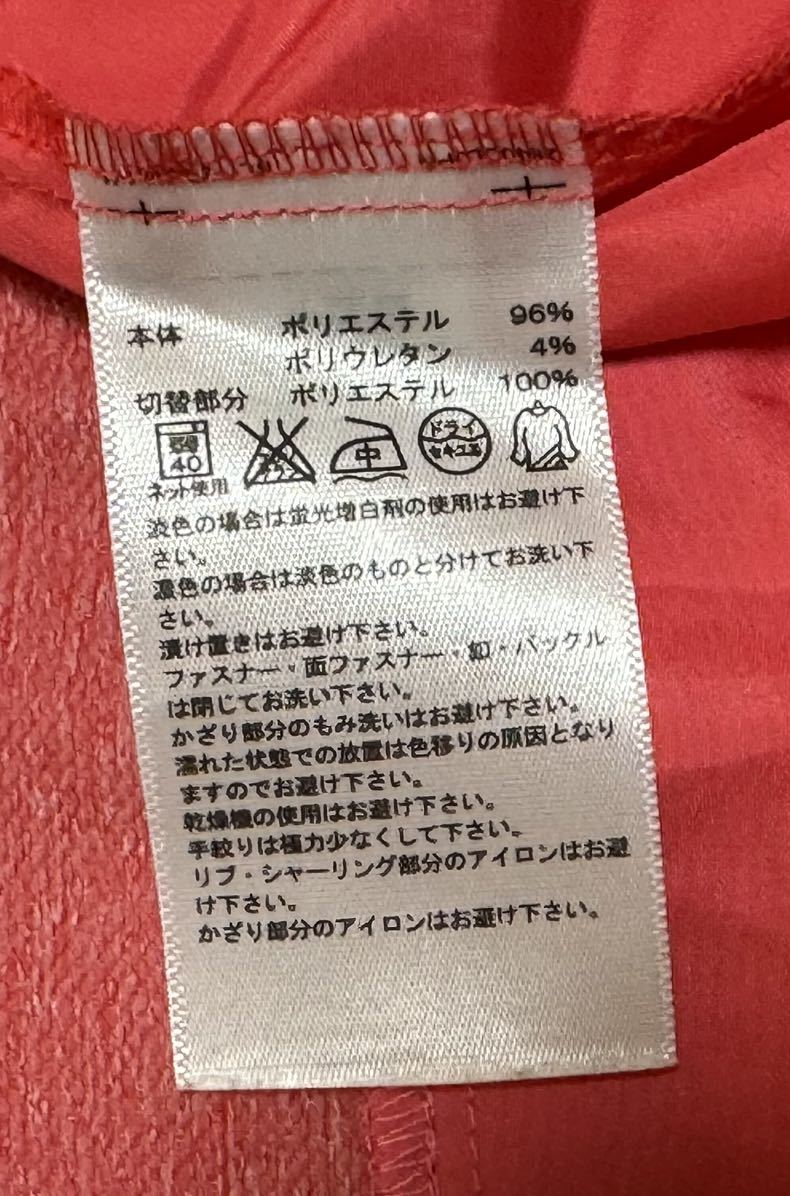 本体 ポリエステル 96%
ポリウレタン 4%
切替部分 ポリエステル 100%
40 中 ドライ
セキユ系
ネット使用
淡色の場合は蛍光増白剤の使用はお避け下
さい。
濃色の場合は淡色のものと分けてお洗い下
さい。
漬け置きはお避け下さい。
ファスナー・面ファスナー・釦・バックル
は閉じてお洗い下さい。
かざり部分のもみ洗いはお避け下さい。
濡れた状態での放置は色移りの原因となり
ますのでお避け下さい。
乾燥機の使用はお避け下さい。
手絞りは極力少なくして下さい。
リブ・シャーリング部分のアイロンはお避
け下さい。
かざり部分のアイロンはお避け下さい。